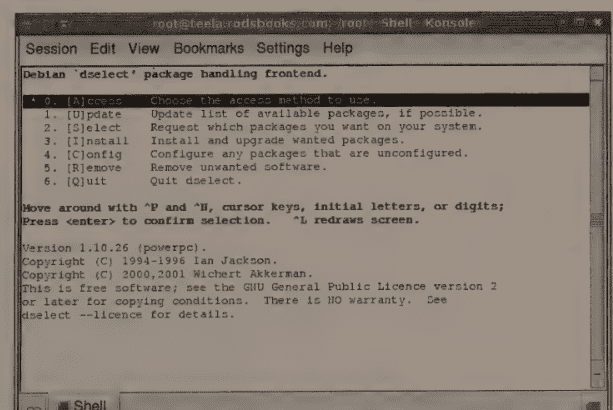 root@teela.rodsbooks.com: /root - Shell - Konsole
Session Edit View Bookmarks Settings Help
Debian `dselect' package handling frontend.
* 0. [A]ccess Choose the access method to use.
1. [U]pdate Update list of available packages, if possible.
2. [S]elect Request which packages you want on your system.
3. [I]nstall Install and upgrade wanted packages.
4. [C]onfig Configure any packages that are unconfigured.
5. [R]emove Remove unwanted software.
6. [Q]uit Quit dselect.
Move around with ^P and ^N, cursor keys, initial letters, or digits;
Press <enter> to confirm selection. ^L redraws screen.
Version 1.10.26 (powerpc).
Copyright (C) 1994-1996 Ian Jackson.
Copyright (C) 2000,2001 Wichert Akkerman.
This is free software; see the GNU General Public Licence version 2
or later for copying conditions. There is NO warranty. See
dselect --licence for details.
Shell